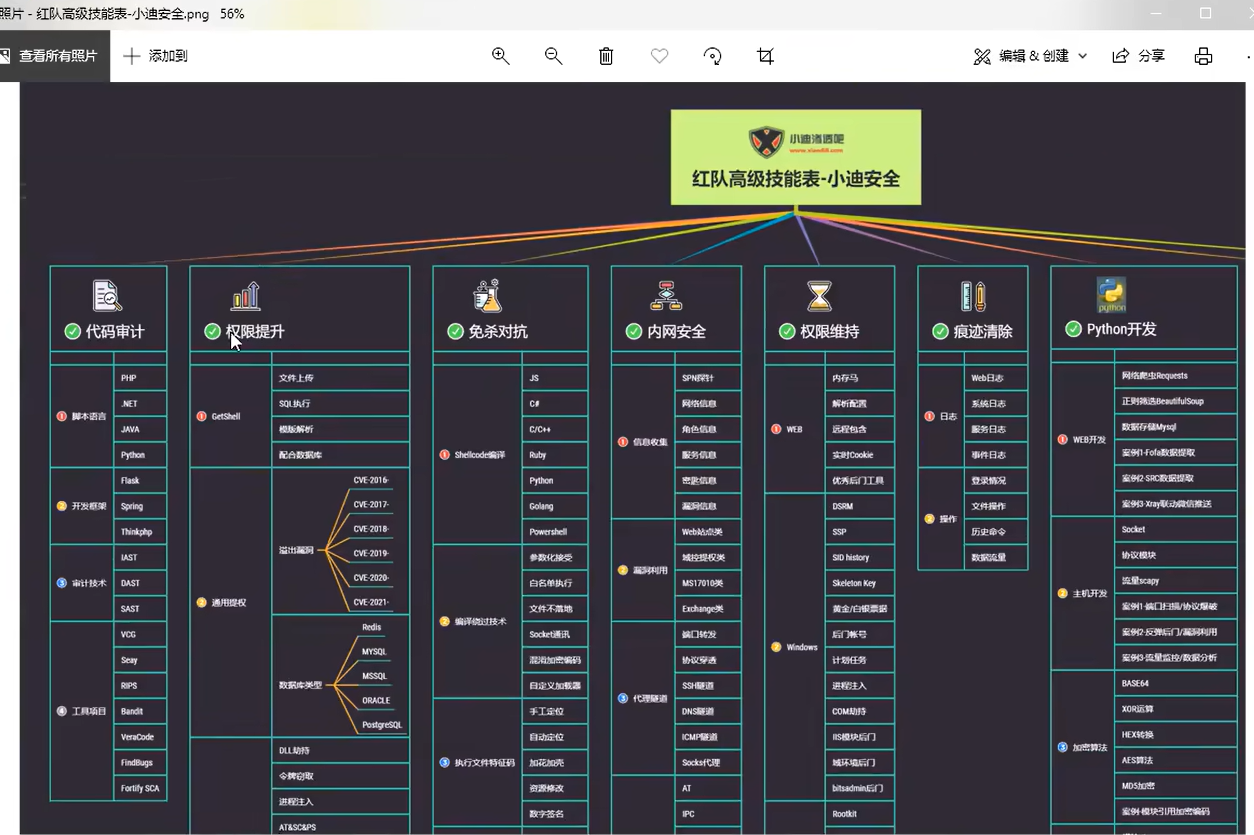 照片 - 红队高级技能表-小迪安全.png 56%
查看所有照片
添加到
编辑 & 创建
分享
小迪渗透吧
www.xiaodi8.com
红队高级技能表-小迪安全
代码审计
1 脚本语言
PHP
.NET
JAVA
Python
2 开发框架
Flask
Spring
Thinkphp
3 审计技术
IAST
DAST
SAST
4 工具项目
VCG
Seay
RIPS
Bandit
VeraCode
FindBugs
Fortify SCA
权限提升
1 GetShell
文件上传
SQL执行
模版解析
配合数据库
2 通用提权
溢出漏洞
CVE-2016-
CVE-2017-
CVE-2018-
CVE-2019-
CVE-2020-
CVE-2021-
数据库类型
Redis
MYSQL
MSSQL
ORACLE
PostgreSQL
DLL劫持
令牌窃取
进程注入
AT&SC&PS
免杀对抗
1 Shellcode编译
JS
C#
C/C++
Ruby
Python
Golang
Powershell
2 编译绕过技术
参数化接受
白名单执行
文件不落地
Socket通讯
混淆加密编码
自定义加载器
3 执行文件特征码
手工定位
自动定位
加花加壳
资源修改
数字签名
内网安全
1 信息收集
SPN探针
网络信息
角色信息
服务信息
密匙信息
漏洞信息
2 漏洞利用
Web站点类
域控提权类
MS17010类
Exchange类
3 代理隧道
端口转发
协议穿透
SSH隧道
DNS隧道
ICMP隧道
Socks代理
AT
IPC
权限维持
1 WEB
内存马
解析配置
远程包含
实时Cookie
优秀后门工具
2 Windows
DSRM
SSP
SID history
Skeleton Key
黄金/白银票据
后门帐号
计划任务
进程注入
COM劫持
IIS模块后门
域环境后门
bitsadmin后门
Rootkit
痕迹清除
1 日志
Web日志
系统日志
服务日志
事件日志
2 操作
登录情况
文件操作
历史命令
数据流量
python
Python开发
1 WEB开发
网络爬虫Requests
正则筛选BeautifulSoup
数据存储Mysql
案例1-Fofa数据提取
案例2-SRC数据提取
案例3-Xray联动微信推送
2 主机开发
Socket
协议模块
流量scapy
案例1-端口扫描/协议爆破
案例2-反弹后门/漏洞利用
案例3-流量监控/数据分析
3 加密算法
BASE64
XOR运算
HEX转换
AES算法
MD5加密
案例-模块引用加密编码